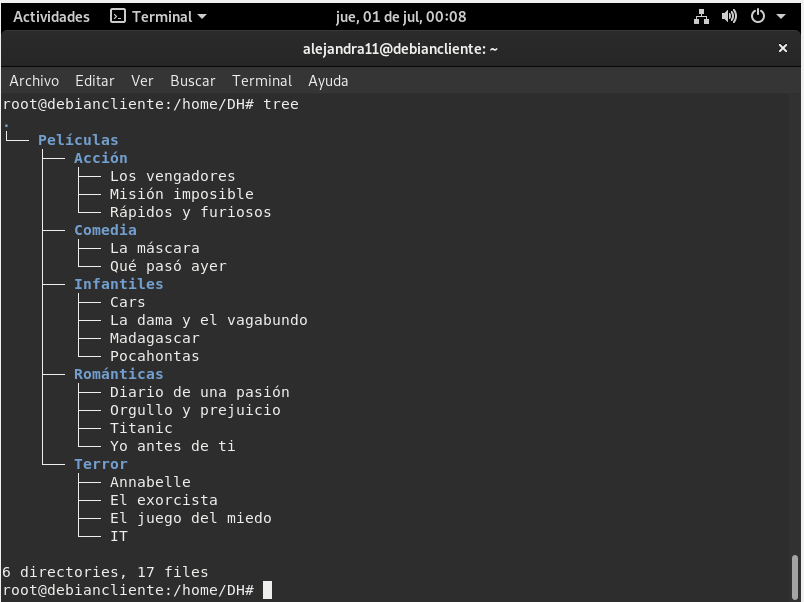 Actividades Terminal jue, 01 de jul, 00:08
alejandra11@debiancliente: ~ ×
Archivo Editar Ver Buscar Terminal Ayuda
root@debiancliente:/home/DH# tree
.
└── Películas
    ├── Acción
    │   ├── Los vengadores
    │   ├── Misión imposible
    │   └── Rápidos y furiosos
    ├── Comedia
    │   ├── La máscara
    │   └── Qué pasó ayer
    ├── Infantiles
    │   ├── Cars
    │   ├── La dama y el vagabundo
    │   ├── Madagascar
    │   └── Pocahontas
    ├── Románticas
    │   ├── Diario de una pasión
    │   ├── Orgullo y prejuicio
    │   ├── Titanic
    │   └── Yo antes de ti
    └── Terror
        ├── Annabelle
        ├── El exorcista
        ├── El juego del miedo
        └── IT
6 directories, 17 files
root@debiancliente:/home/DH#